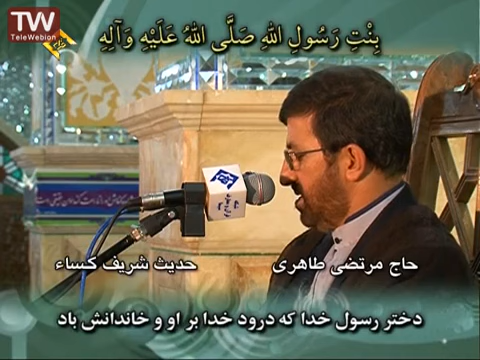 TW
TeleWebion
بِنْتِ رَسُولِ اللهِ صَلَّى اللهُ عَلَيْهِ وَآلِهِ
حاج مرتضی طاهری
حدیث شریف کساء
دختر رسول خدا که درود خدا بر او و خاندانش باد